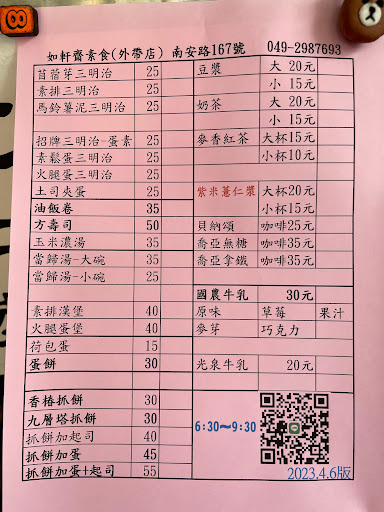 如軒齋素食(外帶店) 南安路167號 049-2987693
苜蓿芽三明治 25 豆漿 大 20元
素排三明治 25 小 15元
馬鈴薯泥三明治 25 奶茶 大 20元
小 15元
招牌三明治-蛋素 25 麥香紅茶 大杯15元
素鬆蛋三明治 25 小杯10元
火腿蛋三明治 25
土司夾蛋 25 紫米薏仁漿 大杯20元
油飯卷 35 小杯15元
方壽司 50 貝納頌 咖啡25元
玉米濃湯 35 喬亞無糖 咖啡35元
當歸湯-大碗 35 喬亞拿鐵 咖啡35元
當歸湯-小碗 25
國農牛乳 30元
素排漢堡 40 原味 草莓 果汁
火腿蛋堡 40 麥芽 巧克力
荷包蛋 15
蛋餅 30 光泉牛乳 20元
香椿抓餅 30
九層塔抓餅 30 6:30～9:30
抓餅加起司 40
抓餅加蛋 45
抓餅加蛋+起司 55 2023.4.6版